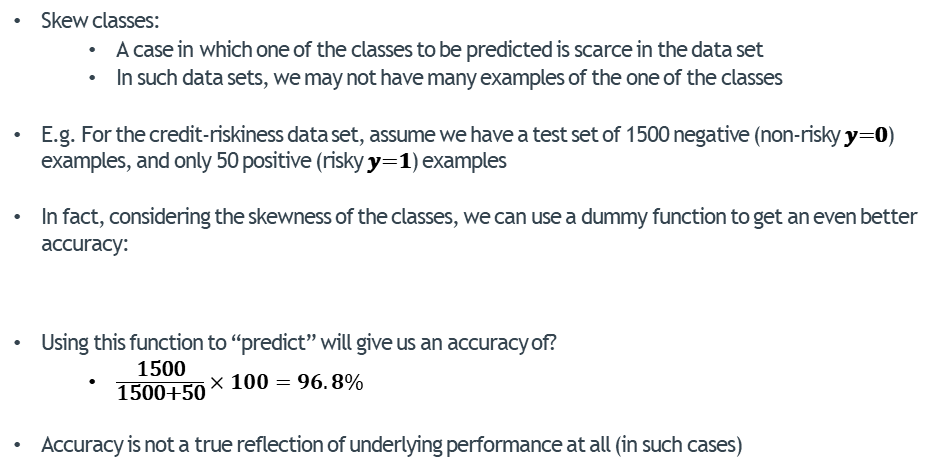 • Skew classes:
• A case in which one of the classes to be predicted is scarce in the data set
• In such data sets, we may not have many examples of the one of the classes
• E.g. For the credit-riskiness data set, assume we have a test set of 1500 negative (non-risky y=0)
examples, and only 50 positive (risky y=1) examples
• In fact, considering the skewness of the classes, we can use a dummy function to get an even better
accuracy:
• Using this function to “predict” will give us an accuracy of?
• 1500
1500+50 × 100 = 96.8%
• Accuracy is not a true reflection of underlying performance at all (in such cases)